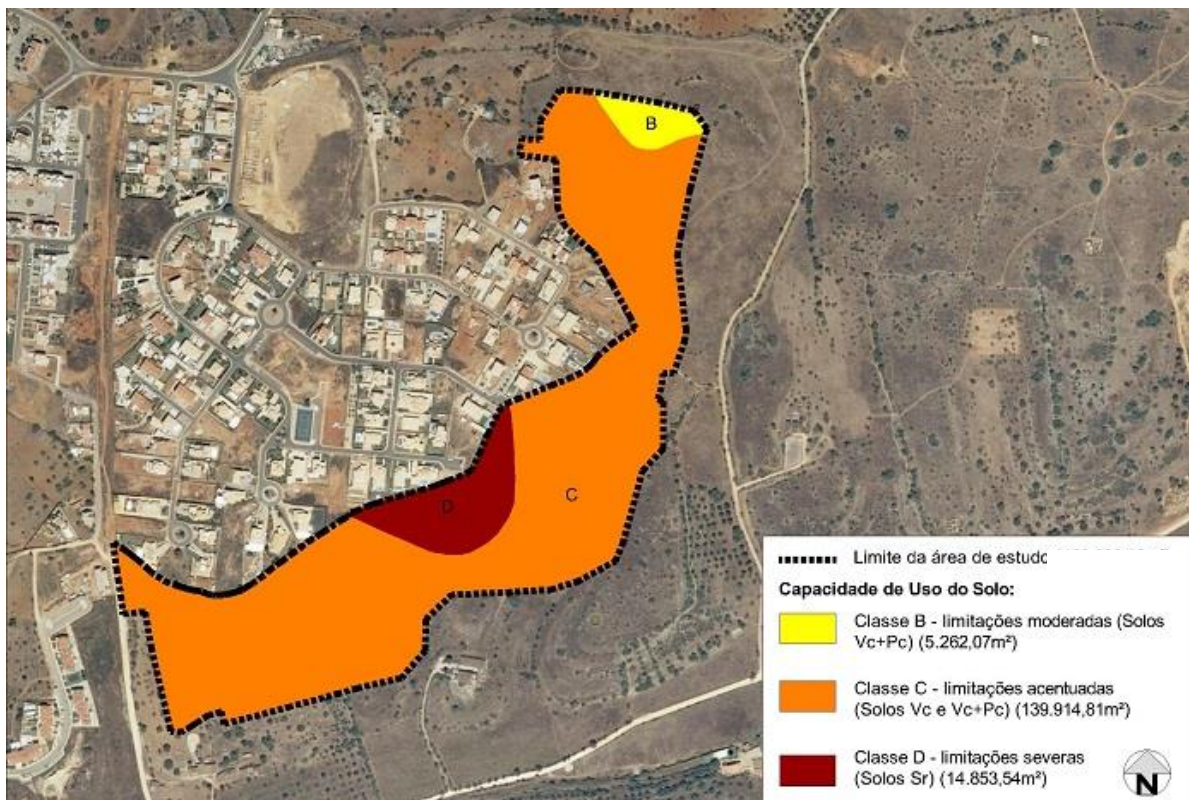 B
C
D
Limite da área de estudo
Capacidade de Uso do Solo:
Classe B - limitações moderadas (Solos
Vc+Pc) (5.262,07m²)
Classe C - limitações acentuadas
(Solos Vc e Vc+Pc) (139.914,81m²)
Classe D - limitações severas
(Solos Sr) (14.853,54m²)
N